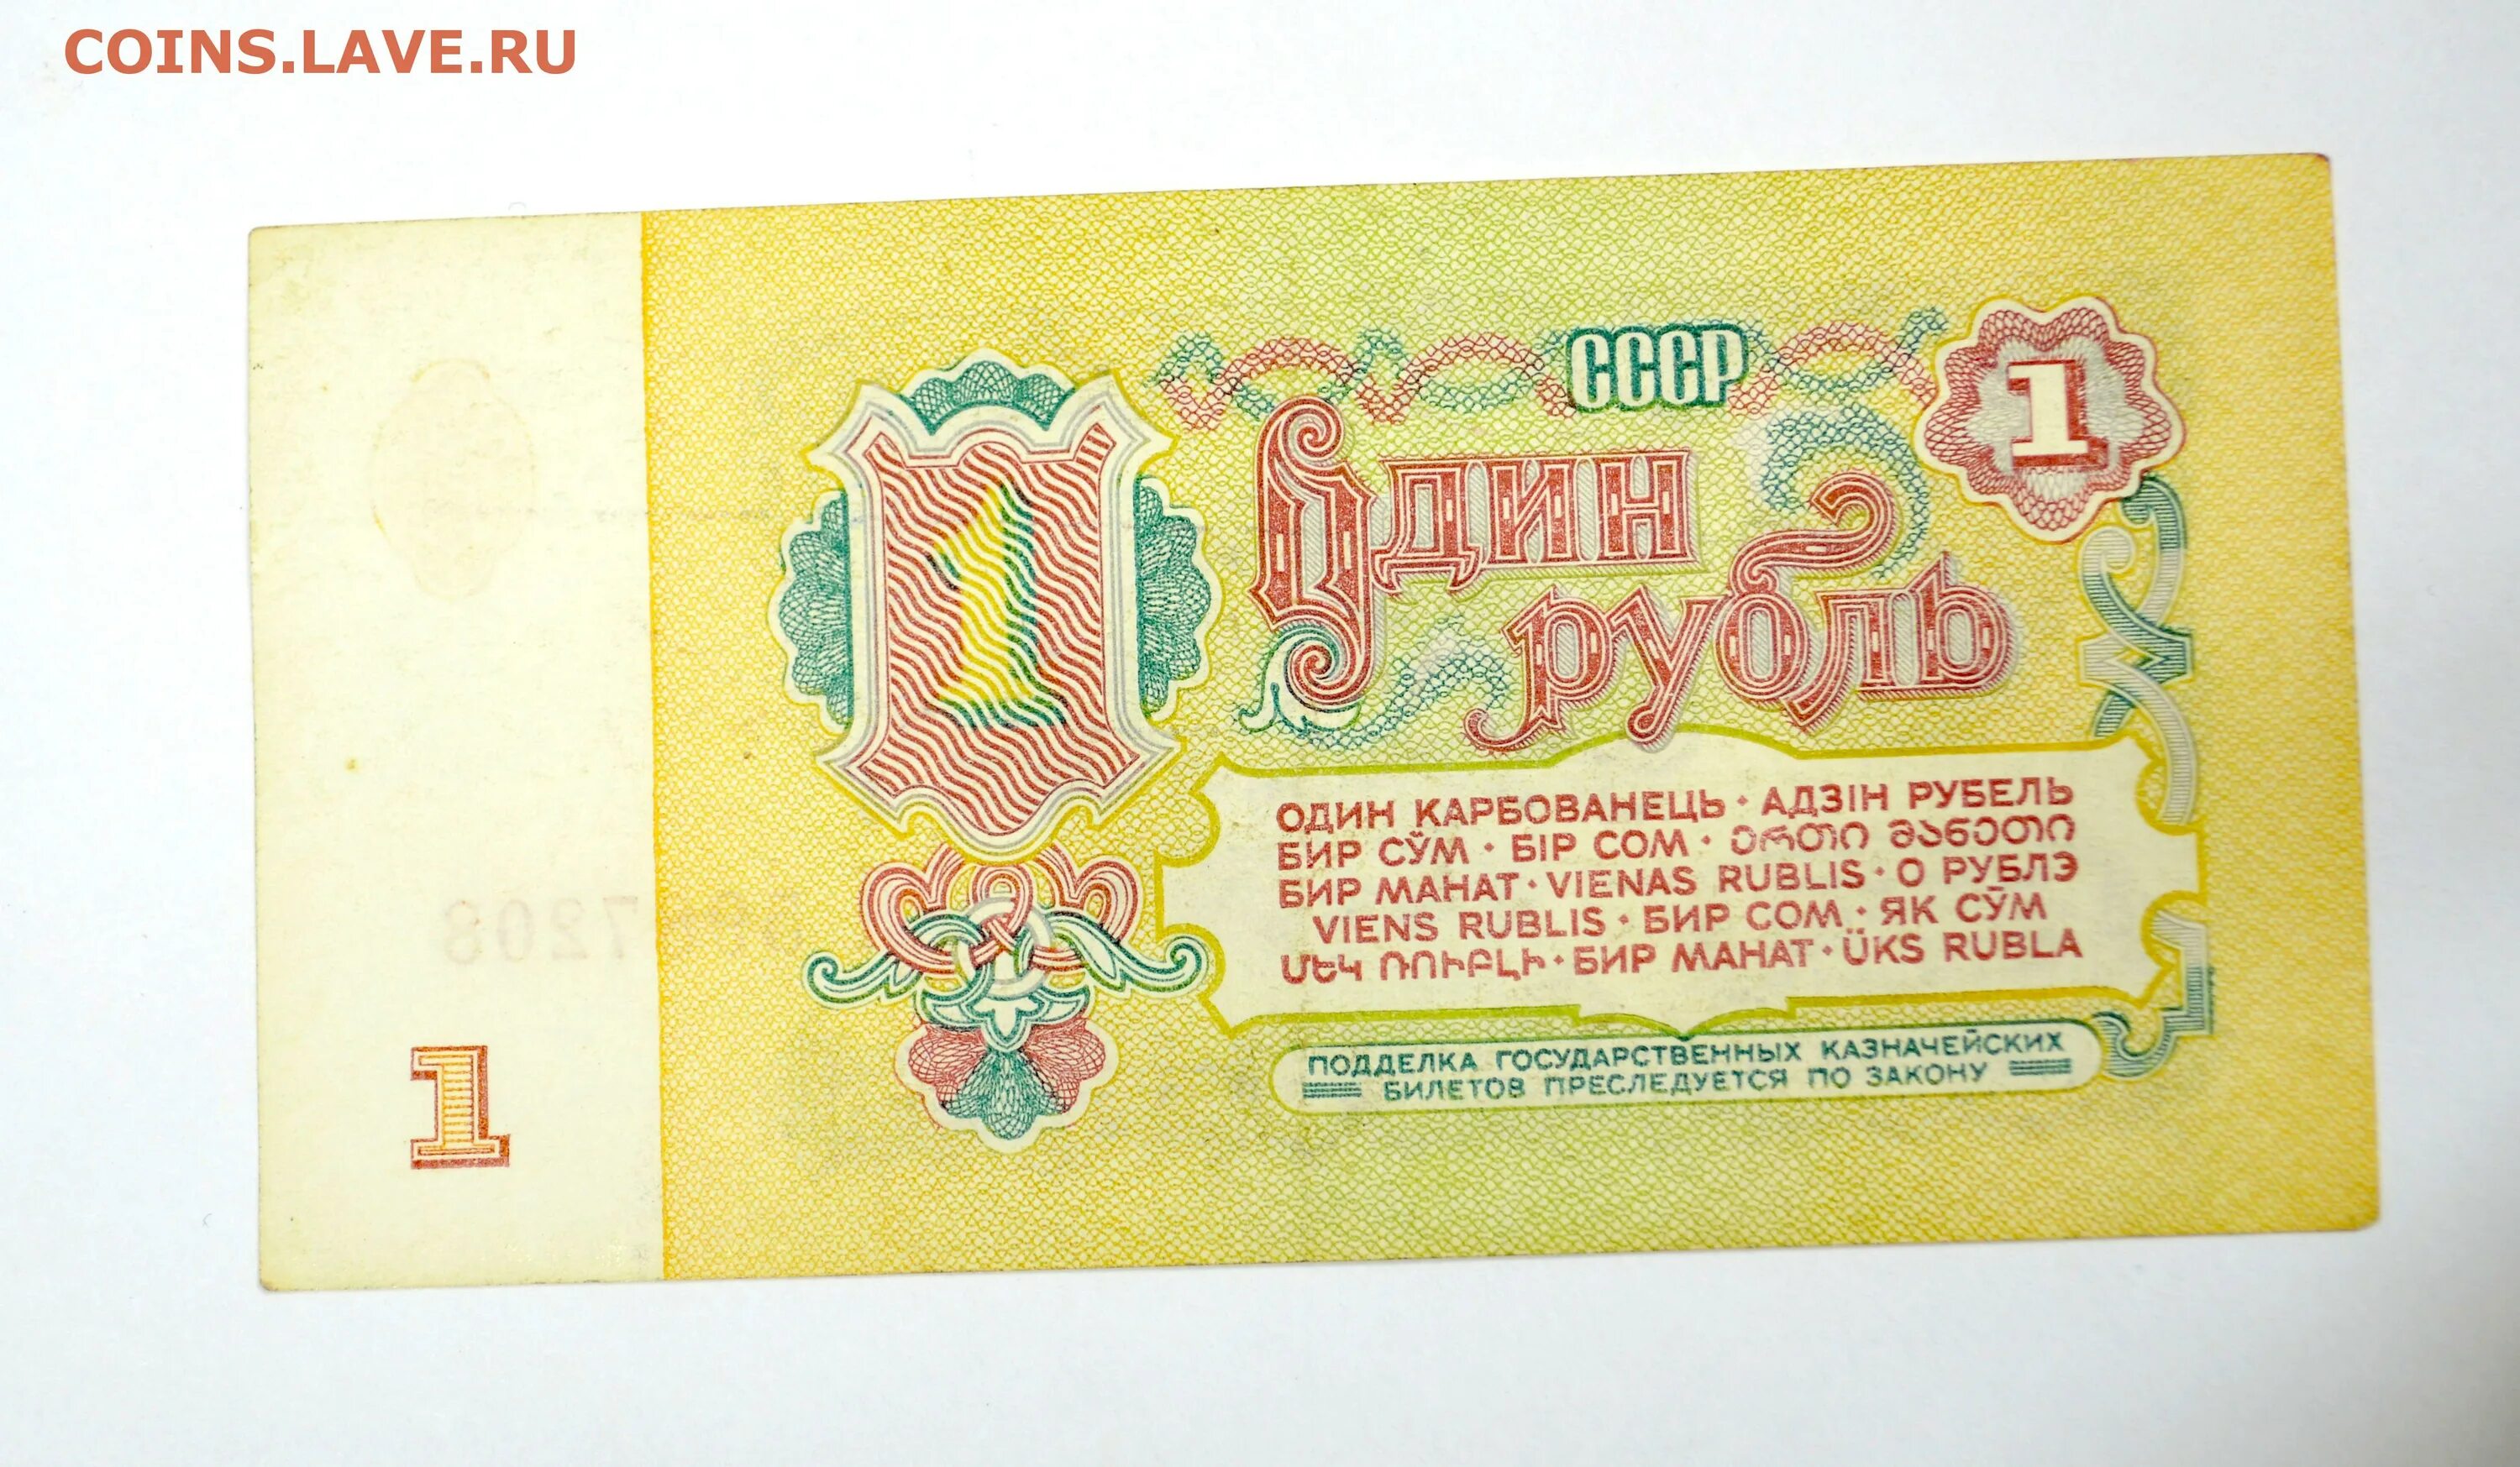 COINS.LAVE.RU
СССР
1
Один
рубль
1
ОДИН КАРБОВАНЕЦЬ · АДЗІН РУБЕЛЬ
БИР СЎМ · БІР СОМ · ერთი მანეთი
БИР МАНАТ · VIENAS RUBLIS · О РУБЛЭ
VIENS RUBLIS · БИР СОМ · ЯК СӮМ
ՄԵԿ ՌՈՒԲԼԻ · БИР МАНАТ · ÜKS RUBLA
ПОДДЕЛКА ГОСУДАРСТВЕННЫХ КАЗНАЧЕЙСКИХ
БИЛЕТОВ ПРЕСЛЕДУЕТСЯ ПО ЗАКОНУ
1